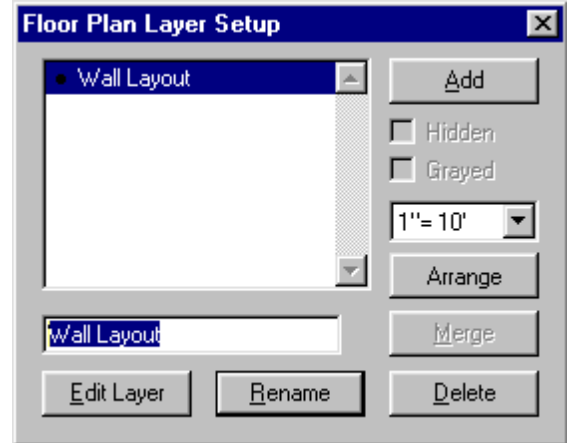 Floor Plan Layer Setup
Wall Layout
Add
Hidden
Grayed
1"= 10'
Arrange
Wall Layout
Merge
Edit Layer
Rename
Delete